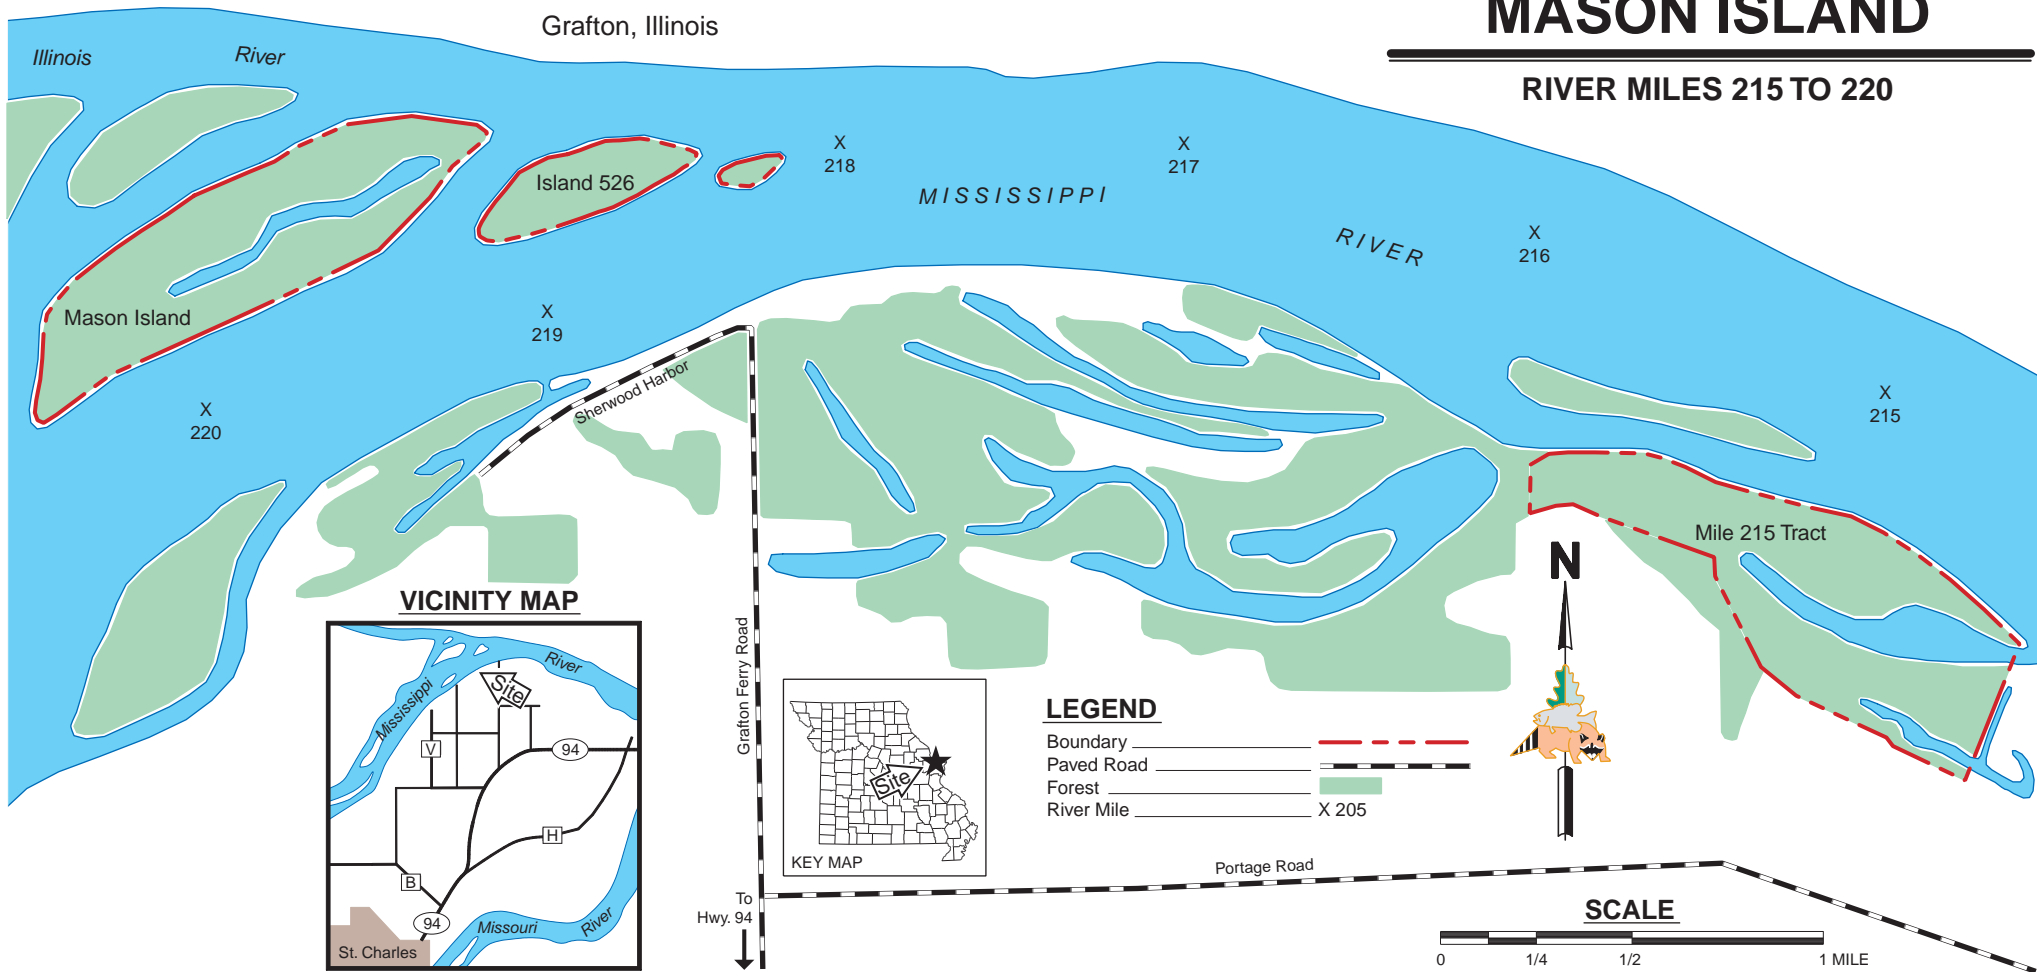 MASON ISLAND
RIVER MILES 215 TO 220
Grafton, Illinois
Illinois River
X
218
X
217
Island 526
MISSISSIPPI RIVER
X
216
Mason Island
X
219
X
220
Sherwood Harbor
X
215
Mile 215 Tract
N
Grafton Ferry Road
VICINITY MAP
River
Site
Mississippi
V
94
H
B
94
Missouri River
St. Charles
Site
KEY MAP
LEGEND
Boundary
Paved Road
Forest
River Mile X 205
Portage Road
To
Hwy. 94
SCALE
0 1/4 1/2 1 MILE